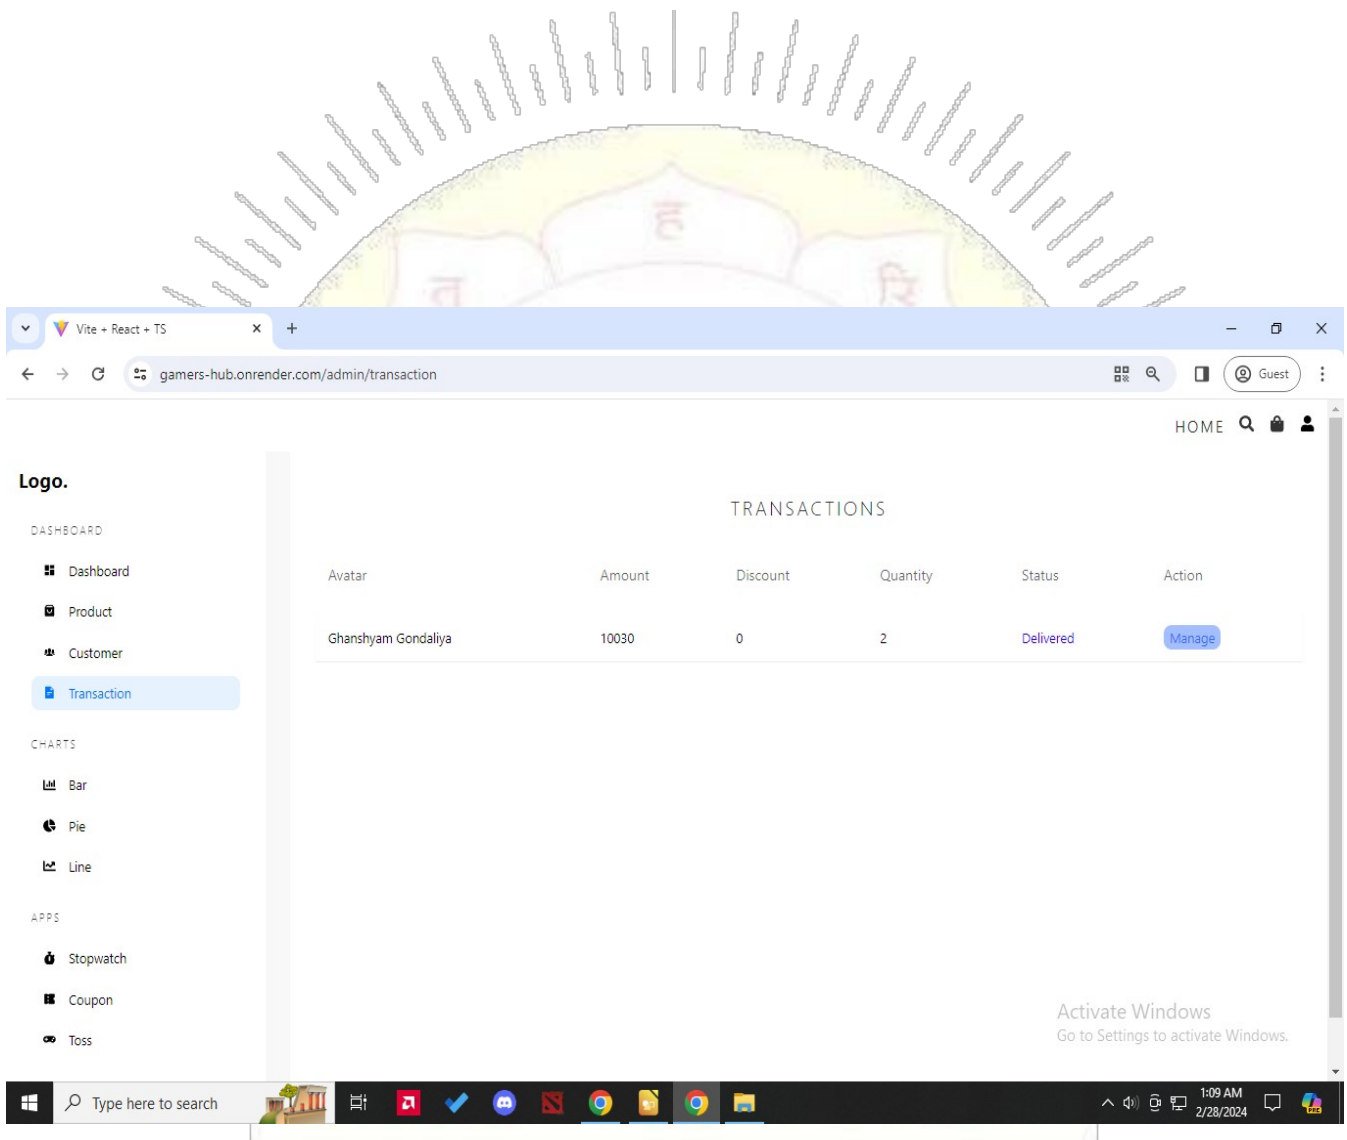 ह
त
रि
Vite + React + TS
gamers-hub.onrender.com/admin/transaction
Guest
HOME
Logo.
TRANSACTIONS
DASHBOARD
Dashboard
Product
Customer
Transaction
Avatar Amount Discount Quantity Status Action
Ghanshyam Gondaliya 10030 0 2 Delivered Manage
CHARTS
Bar
Pie
Line
APPS
Stopwatch
Coupon
Toss
Activate Windows
Go to Settings to activate Windows.
Type here to search
1:09 AM
2/28/2024
PRE